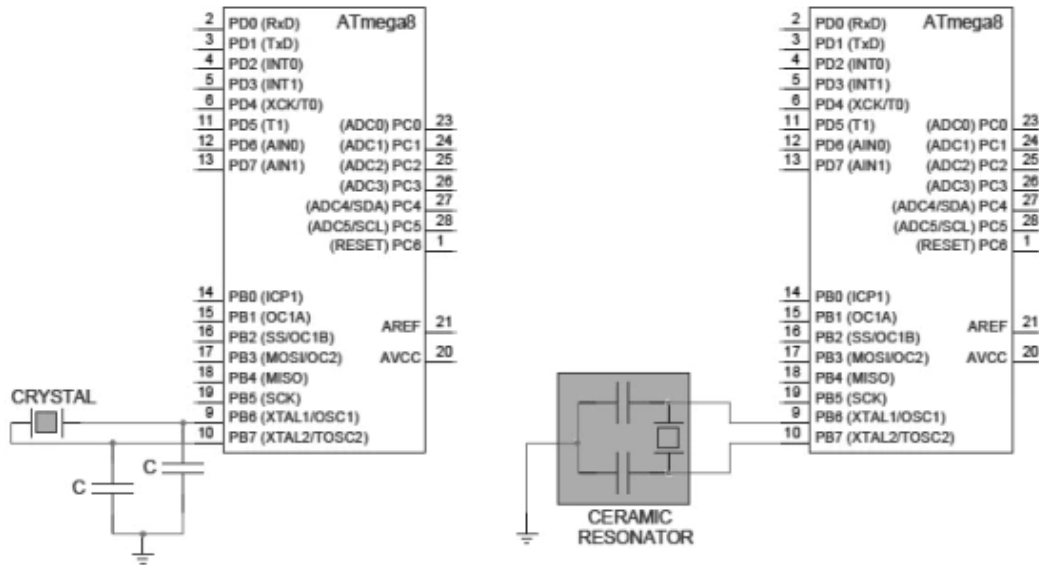 ATmega8
2 PD0 (RxD)
3 PD1 (TxD)
4 PD2 (INT0)
5 PD3 (INT1)
6 PD4 (XCK/T0)
11 PD5 (T1)
12 PD6 (AIN0)
13 PD7 (AIN1)
(ADC0) PC0 23
(ADC1) PC1 24
(ADC2) PC2 25
(ADC3) PC3 26
(ADC4/SDA) PC4 27
(ADC5/SCL) PC5 28
(RESET) PC6 1
14 PB0 (ICP1)
15 PB1 (OC1A)
16 PB2 (SS/OC1B)
17 PB3 (MOSI/OC2)
18 PB4 (MISO)
19 PB5 (SCK)
9 PB6 (XTAL1/OSC1)
10 PB7 (XTAL2/TOSC2)
AREF 21
AVCC 20
CRYSTAL
C
C
ATmega8
2 PD0 (RxD)
3 PD1 (TxD)
4 PD2 (INT0)
5 PD3 (INT1)
6 PD4 (XCK/T0)
11 PD5 (T1)
12 PD6 (AIN0)
13 PD7 (AIN1)
(ADC0) PC0 23
(ADC1) PC1 24
(ADC2) PC2 25
(ADC3) PC3 26
(ADC4/SDA) PC4 27
(ADC5/SCL) PC5 28
(RESET) PC6 1
14 PB0 (ICP1)
15 PB1 (OC1A)
16 PB2 (SS/OC1B)
17 PB3 (MOSI/OC2)
18 PB4 (MISO)
19 PB5 (SCK)
9 PB6 (XTAL1/OSC1)
10 PB7 (XTAL2/TOSC2)
AREF 21
AVCC 20
CERAMIC
RESONATOR